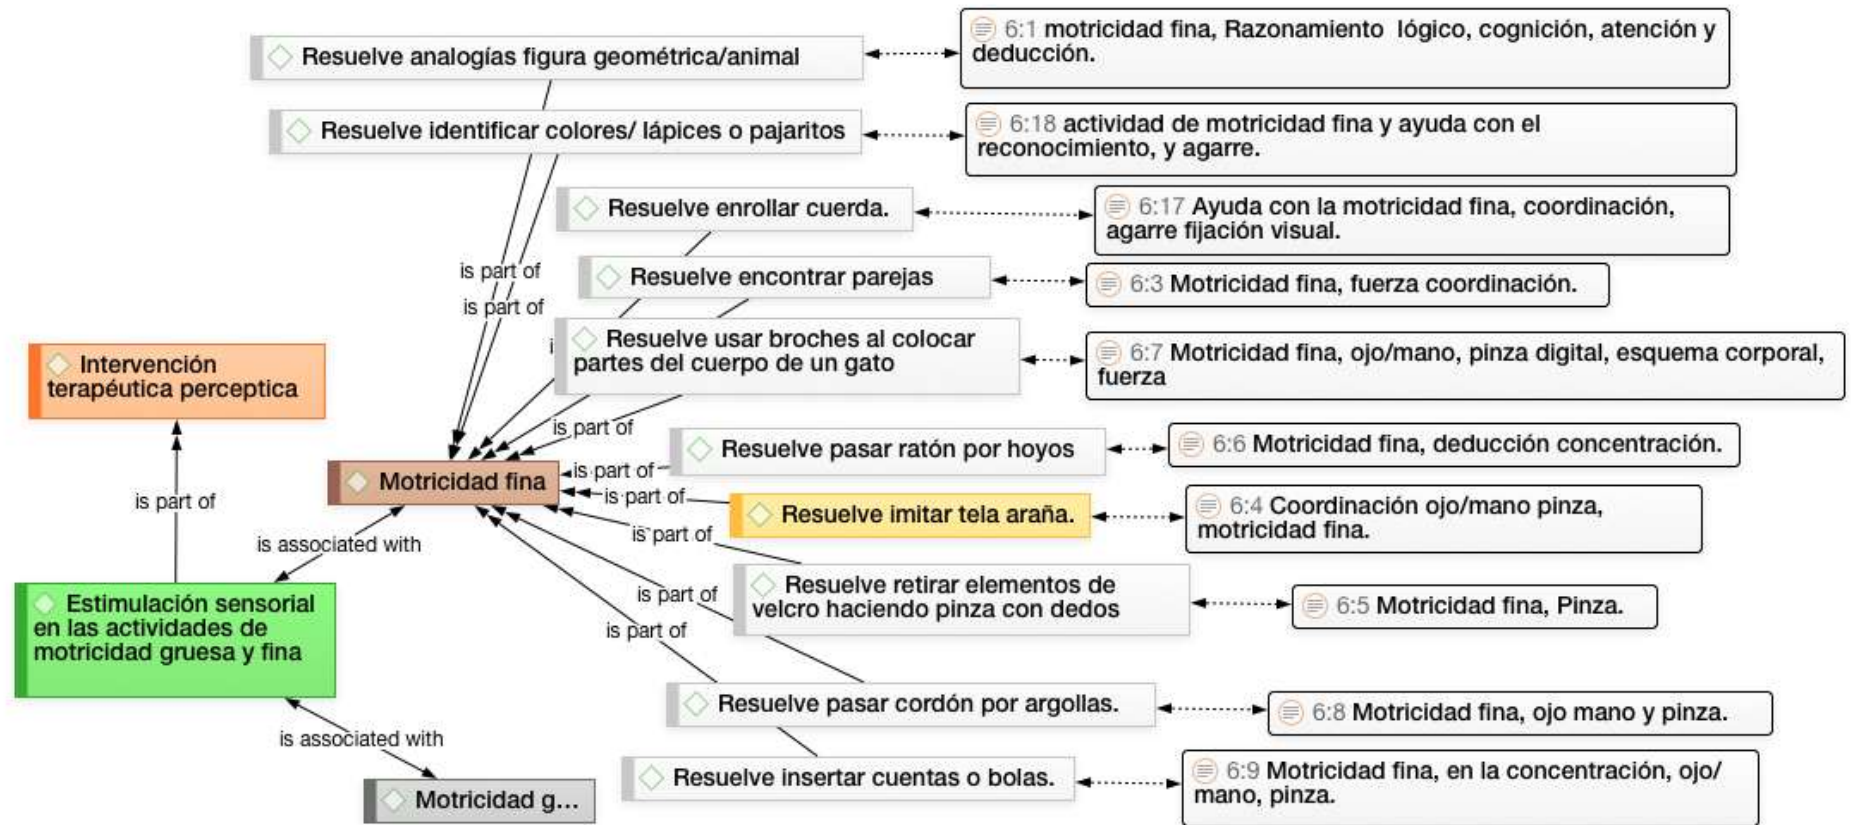 Resuelve analogías figura geométrica/animal
6:1 motricidad fina, Razonamiento lógico, cognición, atención y
deducción.
Resuelve identificar colores/ lápices o pajaritos
6:18 actividad de motricidad fina y ayuda con el
reconocimiento, y agarre.
Resuelve enrollar cuerda.
6:17 Ayuda con la motricidad fina, coordinación,
agarre fijación visual.
is part of
Resuelve encontrar parejas
6:3 Motricidad fina, fuerza coordinación.
is part of
Resuelve usar broches al colocar
partes del cuerpo de un gato
6:7 Motricidad fina, ojo/mano, pinza digital, esquema corporal,
fuerza
Intervención
terapéutica perceptica
is part of
Resuelve pasar ratón por hoyos
6:6 Motricidad fina, deducción concentración.
is part of
Motricidad fina
is part of
is part of
Resuelve imitar tela araña.
6:4 Coordinación ojo/mano pinza,
motricidad fina.
is part of
is associated with
Resuelve retirar elementos de
velcro haciendo pinza con dedos
6:5 Motricidad fina, Pinza.
is part of
Estimulación sensorial
en las actividades de
motricidad gruesa y fina
is part of
Resuelve pasar cordón por argollas.
6:8 Motricidad fina, ojo mano y pinza.
is associated with
Resuelve insertar cuentas o bolas.
6:9 Motricidad fina, en la concentración, ojo/
mano, pinza.
Motricidad g...